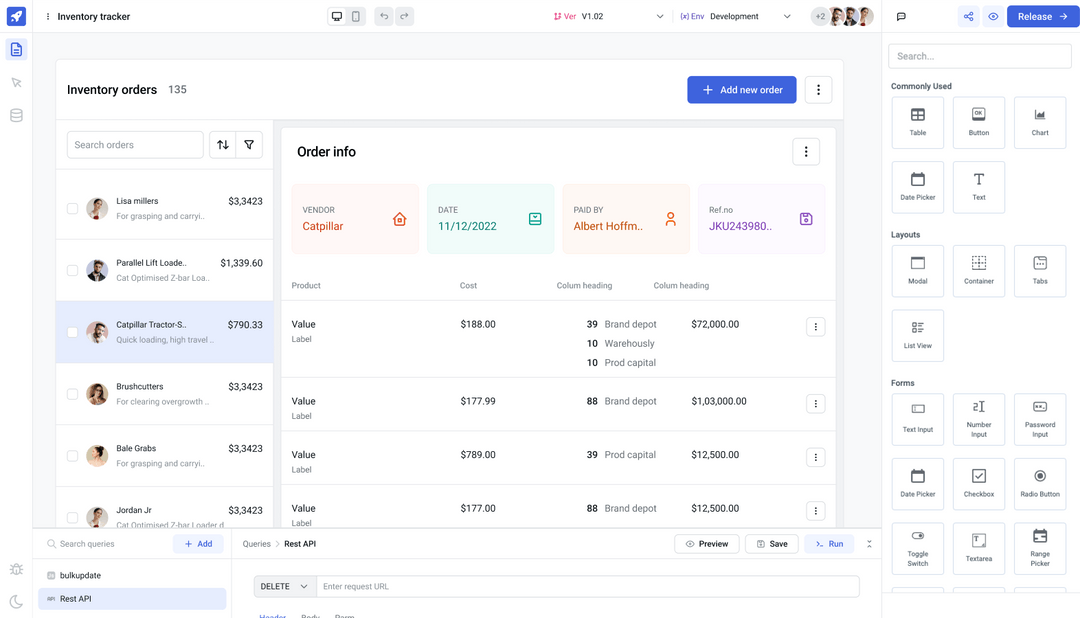 Inventory tracker
Ver V1.02
{x} Env Development
+2
Release
Inventory orders 135
Add new order
Search orders
Lisa millers $3,3423
For grasping and carryi..
Parallel Lift Loade.. $1,339.60
Cat Optimised Z-bar Loa..
Catpillar Tractor-S.. $790.33
Quick loading, high travel ..
Brushcutters $3,3423
For clearing overgrowth ..
Bale Grabs $3,3423
For grasping and carryi..
Jordan Jr $3,3423
Cat Optimized Z-bar Loader d
Order info
VENDOR
Catpillar
DATE
11/12/2022
PAID BY
Albert Hoffm..
Ref.no
JKU243980..
Product Cost Colum heading Colum heading
Value $188.00 39 Brand depot $72,000.00
Label
10 Warehously
10 Prod capital
Value $177.99 88 Brand depot $1,03,000.00
Label
Value $789.00 39 Prod capital $12,500.00
Label
Value $177.00 88 Brand depot $12,500.00
Label
Search queries
Add
bulkupdate
API Rest API
Queries > Rest API
Preview
Save
Run
DELETE
Enter request URL
Header Body Parm
Search...
Commonly Used
Table
OK
Button
Chart
Date Picker
Text
Layouts
Modal
Container
Tabs
List View
Forms
Text Input
Number
Input
Password
Input
Date Picker
Checkbox
Radio Button
Toggle
Switch
Textarea
Range
Picker